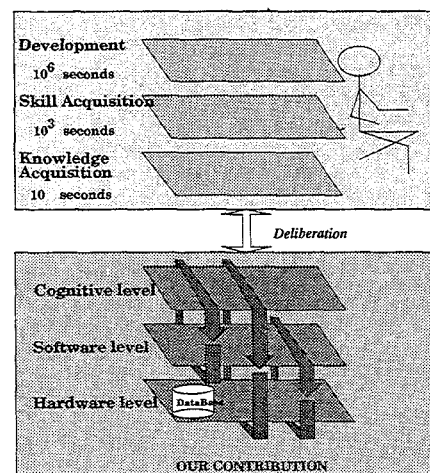 Development
10⁶ seconds
Skill Acquisition
10³ seconds
Knowledge
Acquisition
10 seconds
Deliberation
Cognitive level
Software level
Hardware level
DataBase
OUR CONTRIBUTION